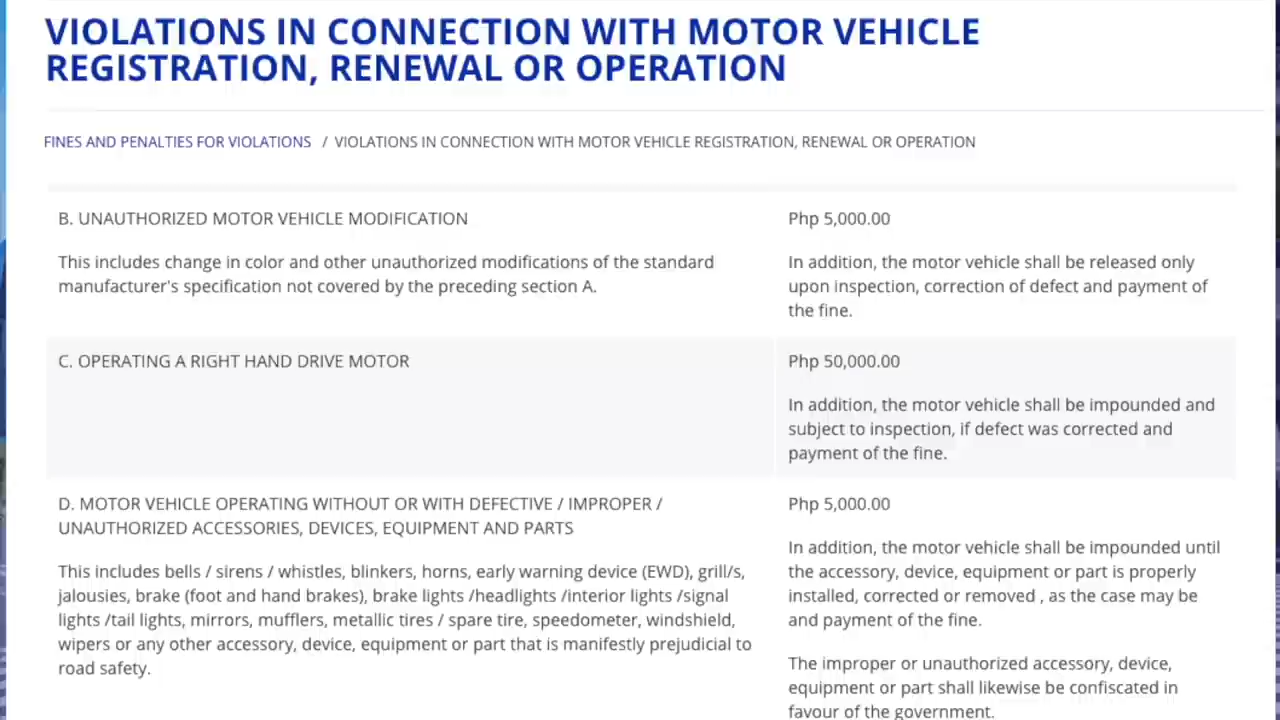 VIOLATIONS IN CONNECTION WITH MOTOR VEHICLE
REGISTRATION, RENEWAL OR OPERATION
FINES AND PENALTIES FOR VIOLATIONS / VIOLATIONS IN CONNECTION WITH MOTOR VEHICLE REGISTRATION, RENEWAL OR OPERATION
B. UNAUTHORIZED MOTOR VEHICLE MODIFICATION
This includes change in color and other unauthorized modifications of the standard
manufacturer's specification not covered by the preceding section A.
Php 5,000.00
In addition, the motor vehicle shall be released only
upon inspection, correction of defect and payment of
the fine.
C. OPERATING A RIGHT HAND DRIVE MOTOR
Php 50,000.00
In addition, the motor vehicle shall be impounded and
subject to inspection, if defect was corrected and
payment of the fine.
D. MOTOR VEHICLE OPERATING WITHOUT OR WITH DEFECTIVE / IMPROPER /
UNAUTHORIZED ACCESSORIES, DEVICES, EQUIPMENT AND PARTS
This includes bells / sirens / whistles, blinkers, horns, early warning device (EWD), grill/s,
jalousies, brake (foot and hand brakes), brake lights /headlights /interior lights /signal
lights /tail lights, mirrors, mufflers, metallic tires / spare tire, speedometer, windshield,
wipers or any other accessory, device, equipment or part that is manifestly prejudicial to
road safety.
Php 5,000.00
In addition, the motor vehicle shall be impounded until
the accessory, device, equipment or part is properly
installed, corrected or removed , as the case may be
and payment of the fine.
The improper or unauthorized accessory, device,
equipment or part shall likewise be confiscated in
favour of the government.